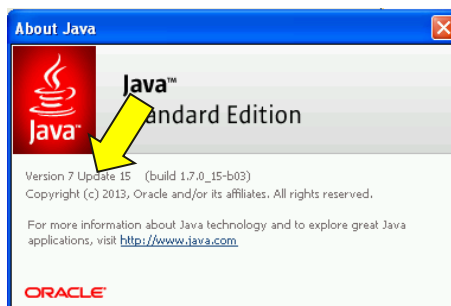 About Java
Java™
Java™
ndard Edition
Version 7 Update 15 (build 1.7.0_15-b03)
Copyright (c) 2013, Oracle and/or its affiliates. All rights reserved.
For more information about Java technology and to explore great Java
applications, visit http://www.java.com
ORACLE